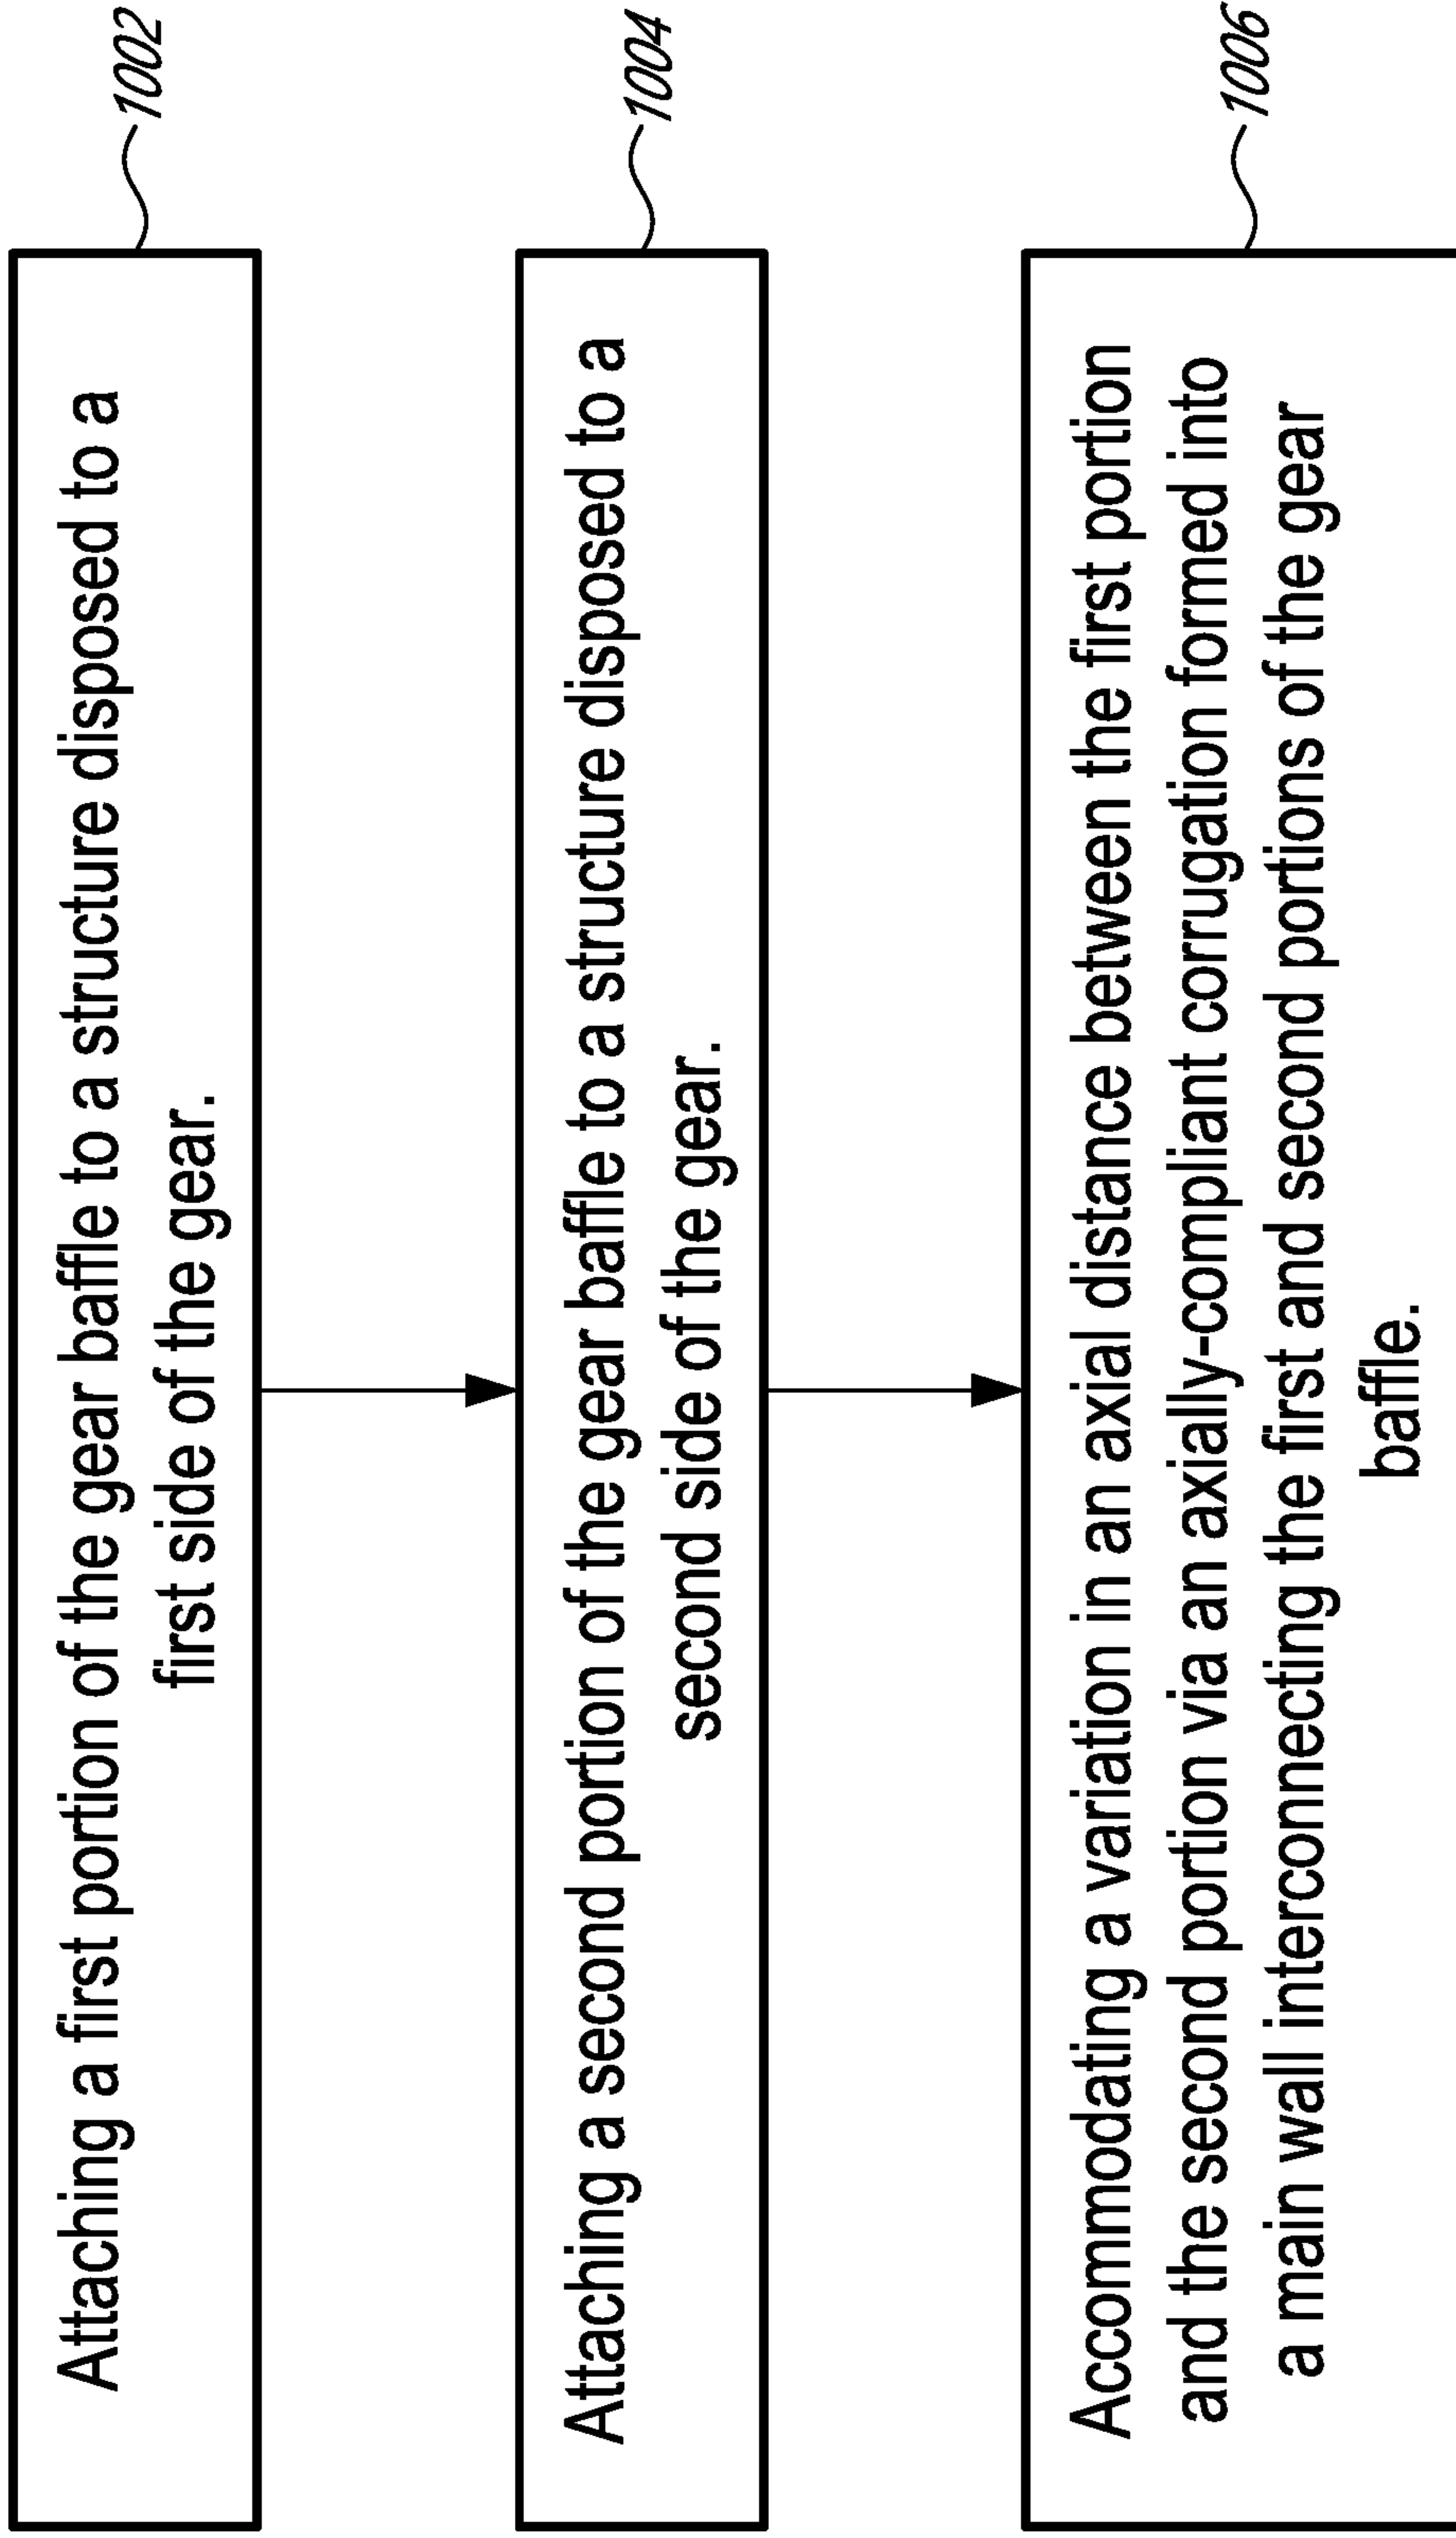 Attaching a first portion of the gear baffle to a structure disposed to a
first side of the gear.
1002
Attaching a second portion of the gear baffle to a structure disposed to a
second side of the gear.
1004
Accommodating a variation in an axial distance between the first portion
and the second portion via an axially-compliant corrugation formed into
a main wall interconnecting the first and second portions of the gear
baffle.
1006